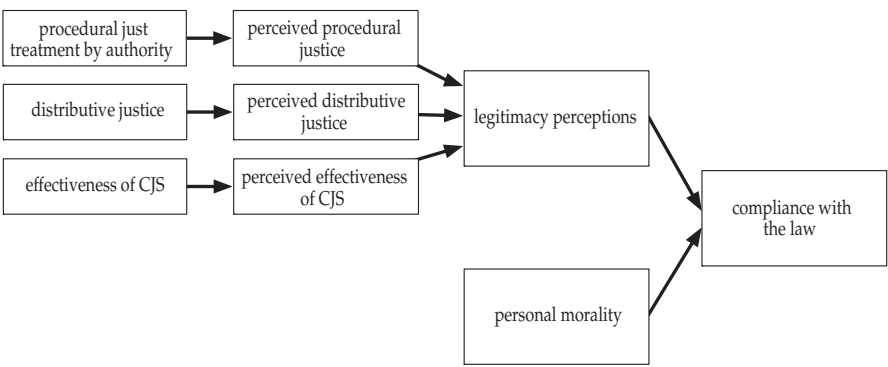 procedural just
treatment by authority
perceived procedural
justice
distributive justice
perceived distributive
justice
legitimacy perceptions
effectiveness of CJS
perceived effectiveness
of CJS
compliance with
the law
personal morality